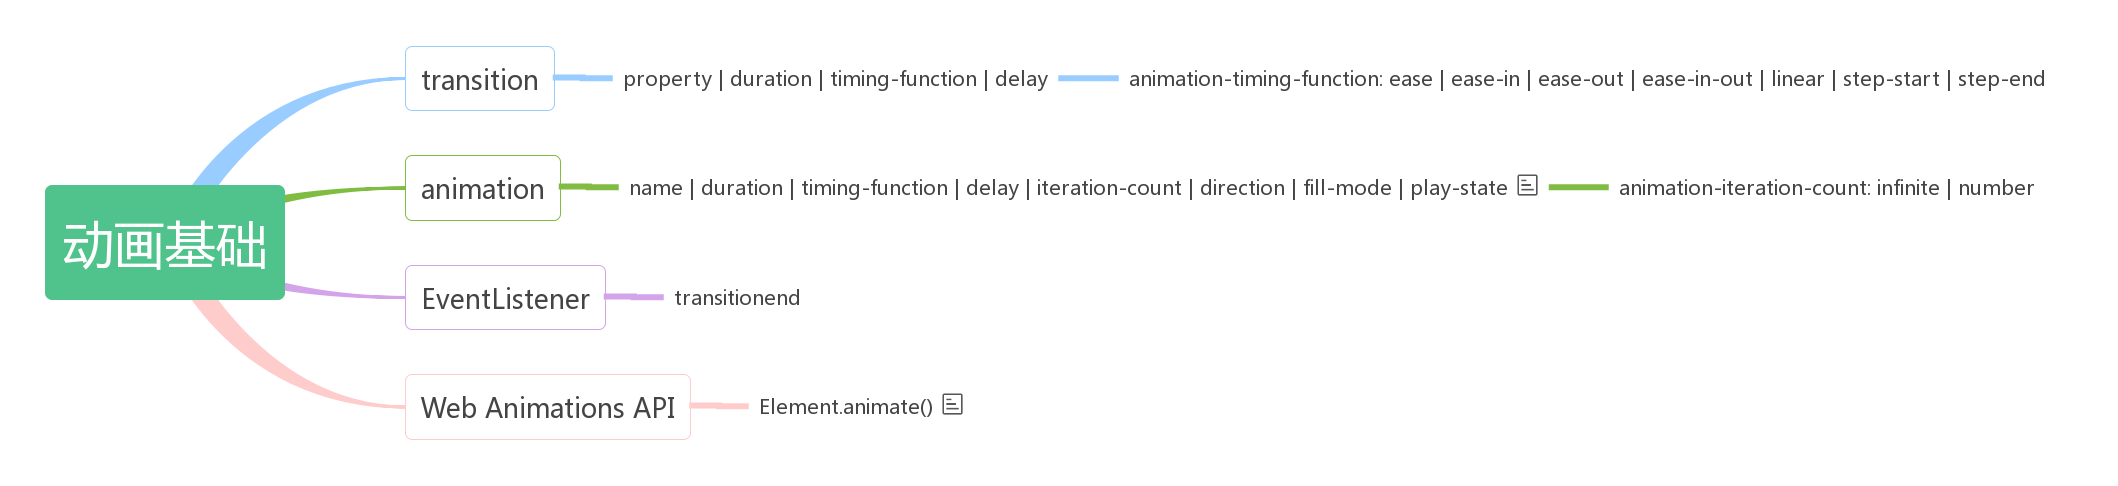 动画基础
transition
property | duration | timing-function | delay
animation-timing-function: ease | ease-in | ease-out | ease-in-out | linear | step-start | step-end
animation
name | duration | timing-function | delay | iteration-count | direction | fill-mode | play-state
animation-iteration-count: infinite | number
EventListener
transitionend
Web Animations API
Element.animate()